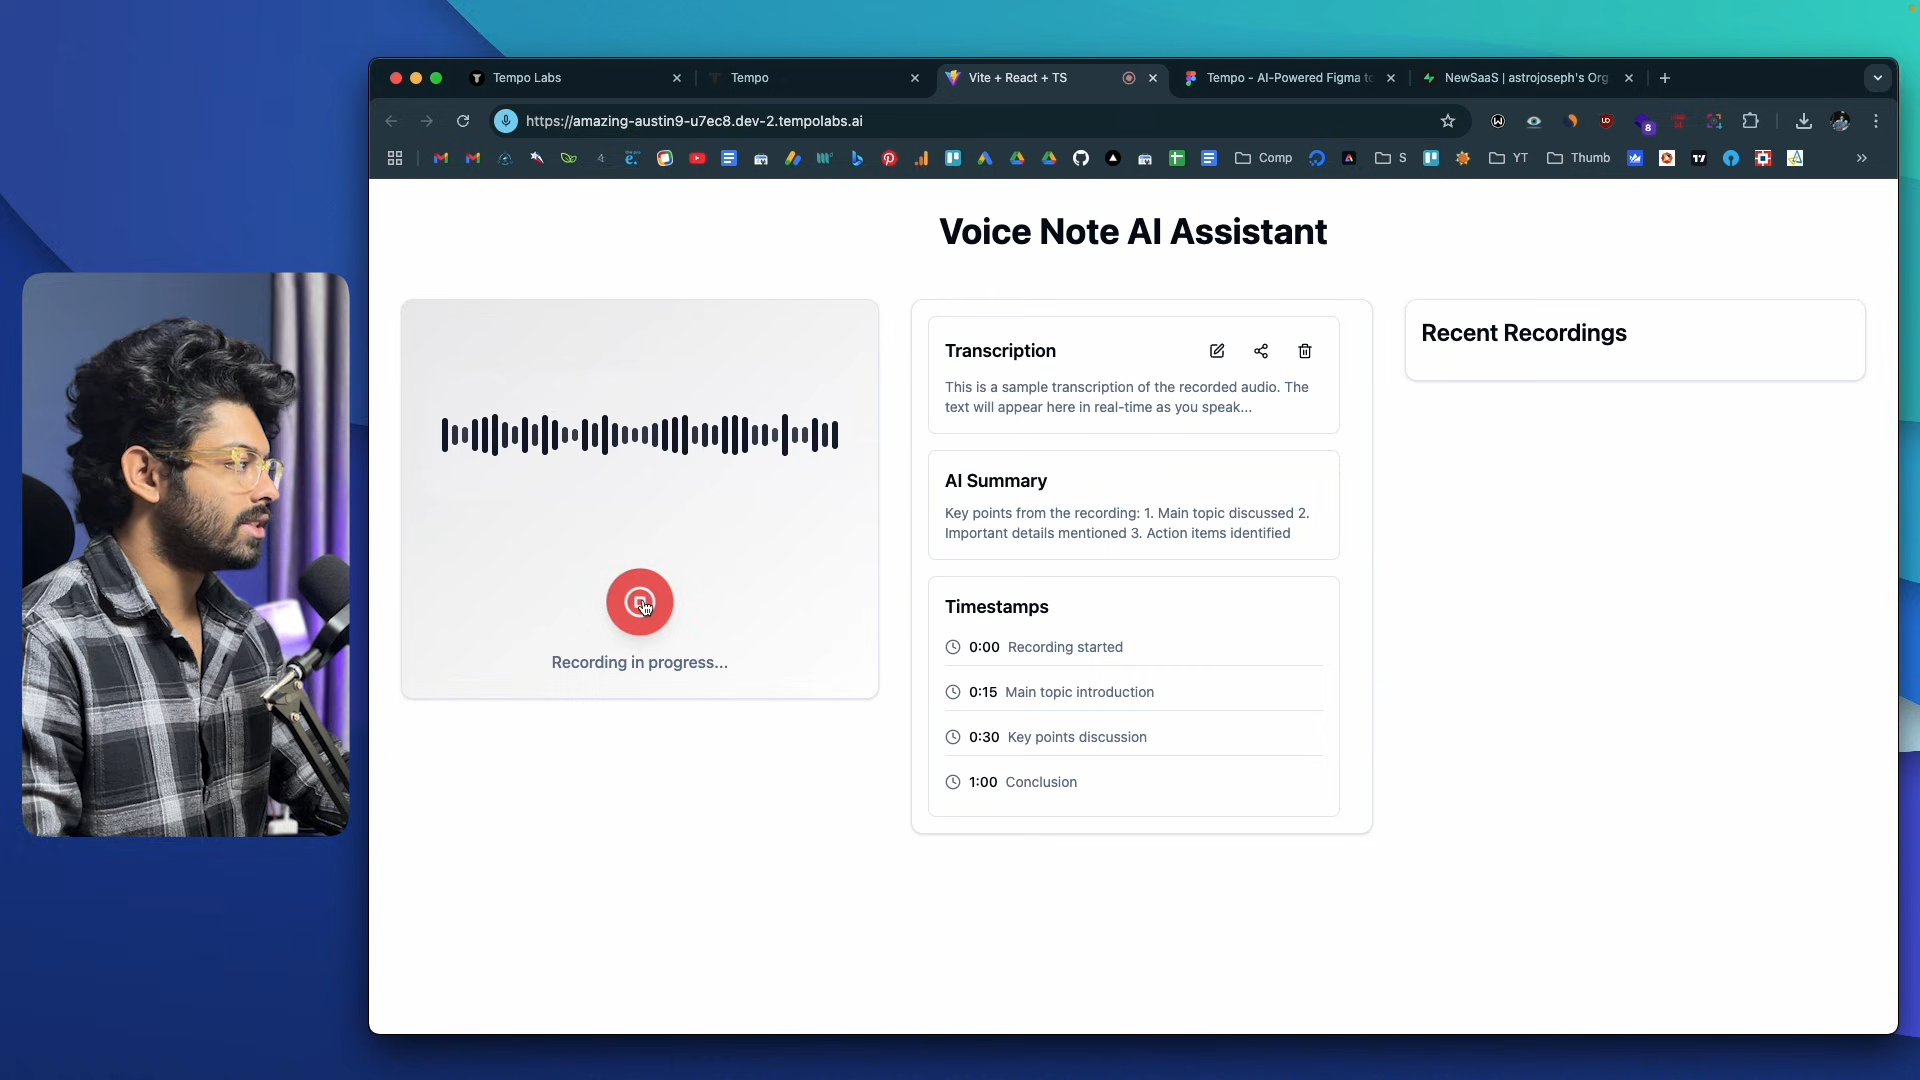 Tempo Labs
Tempo
Vite + React + TS
Tempo - AI-Powered Figma to
NewSaaS | astrojoseph's Org
https://amazing-austin9-u7ec8.dev-2.tempolabs.ai
8
Comp
S
YT
Thumb
Voice Note AI Assistant
Recording in progress...
Transcription
This is a sample transcription of the recorded audio. The
text will appear here in real-time as you speak...
AI Summary
Key points from the recording: 1. Main topic discussed 2.
Important details mentioned 3. Action items identified
Timestamps
0:00 Recording started
0:15 Main topic introduction
0:30 Key points discussion
1:00 Conclusion
Recent Recordings